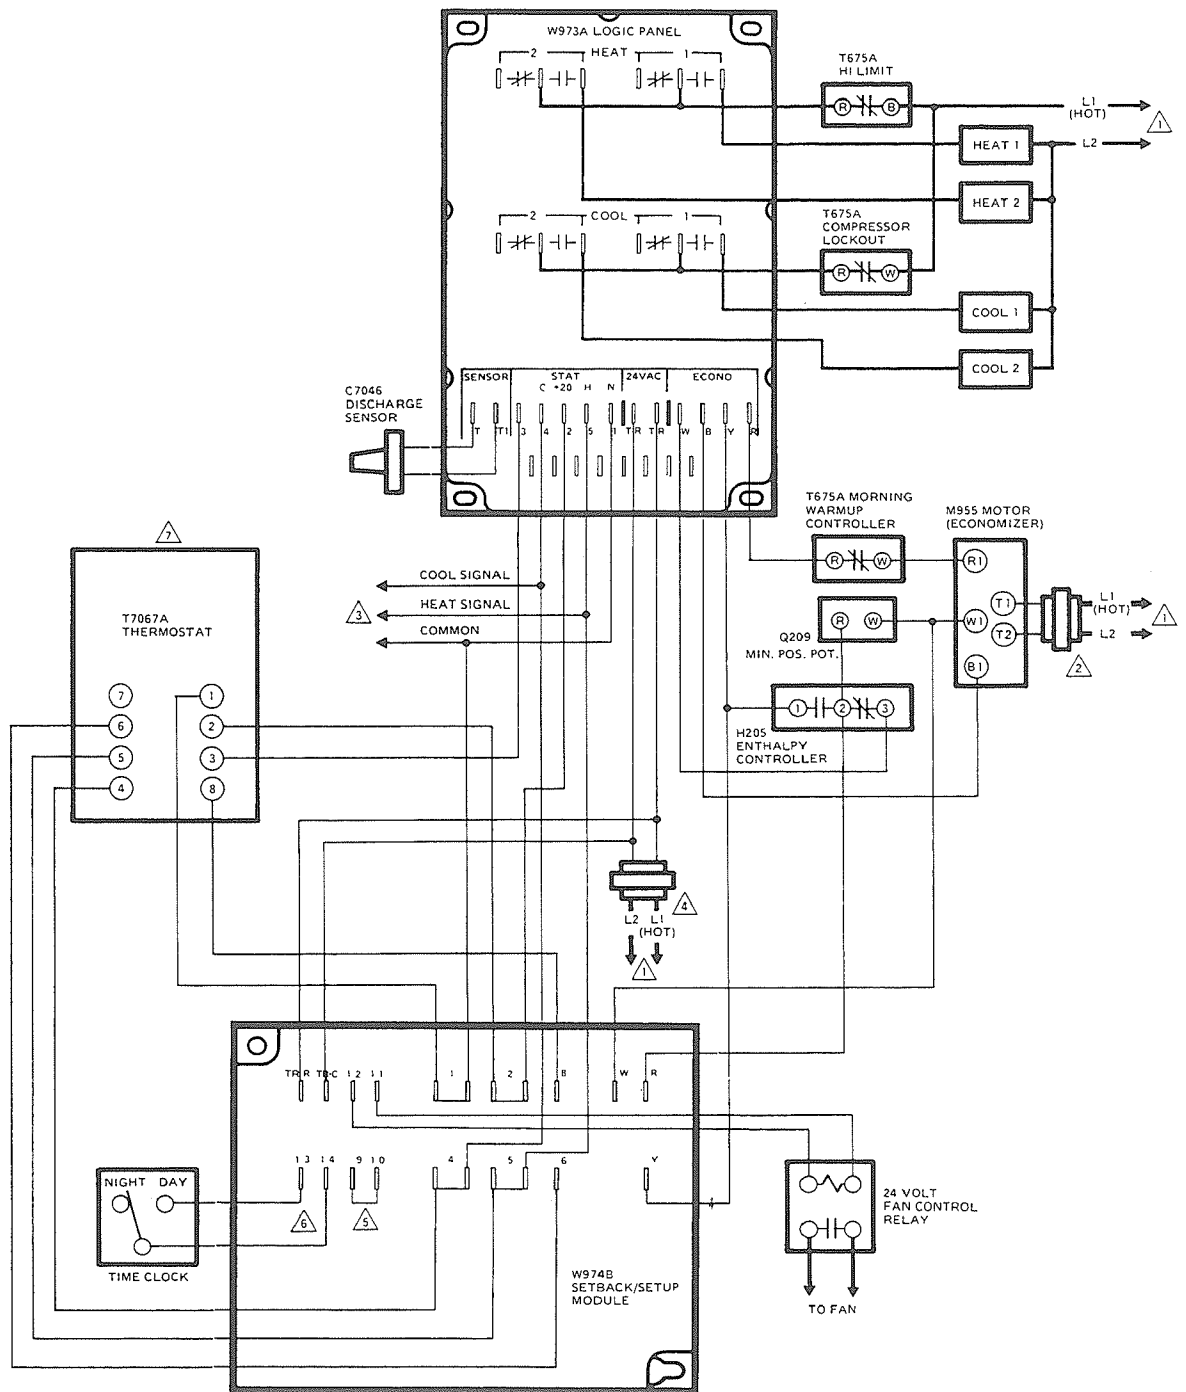 W973A LOGIC PANEL
2 HEAT 1
T675A
HI LIMIT
R B
L1
(HOT)
1
L2
HEAT 1
HEAT 2
2 COOL 1
T675A
COMPRESSOR
LOCKOUT
R W
COOL 1
COOL 2
SENSOR STAT 24VAC ECONO
C +20 H N
T T1 3 4 2 5 1 TR TR W B Y R
C7046
DISCHARGE
SENSOR
T675A MORNING
WARMUP
CONTROLLER
R W
M955 MOTOR
(ECONOMIZER)
R1
T1
W1
T2
B1
L1
(HOT)
L2
1
2
COOL SIGNAL
HEAT SIGNAL
COMMON
3
R W
Q209
MIN. POS. POT.
1 2 3
H205
ENTHALPY
CONTROLLER
7
T7067A
THERMOSTAT
7 1
6 2
5 3
4 8
4
L2 L1
(HOT)
1
TR R TR-C 12 11 1 2 8 W R
13 14 9 10 4 5 6 Y
6 5
NIGHT DAY
TIME CLOCK
W974B
SETBACK/SETUP
MODULE
24 VOLT
FAN CONTROL
RELAY
TO FAN